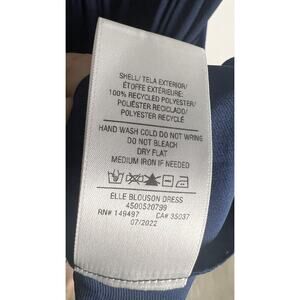 SHELL/ TELA EXTERIOR/
ÉTOFFE EXTÉRIEURE:
100% RECYCLED POLYESTER/
POLIÉSTER RECICLADO/
POLYESTER RECYCLÉ
HAND WASH COLD DO NOT WRING
DO NOT BLEACH
DRY FLAT
MEDIUM IRON IF NEEDED
ELLE BLOUSON DRESS
4500520799
RN# 149497 CA# 35037
07/2022